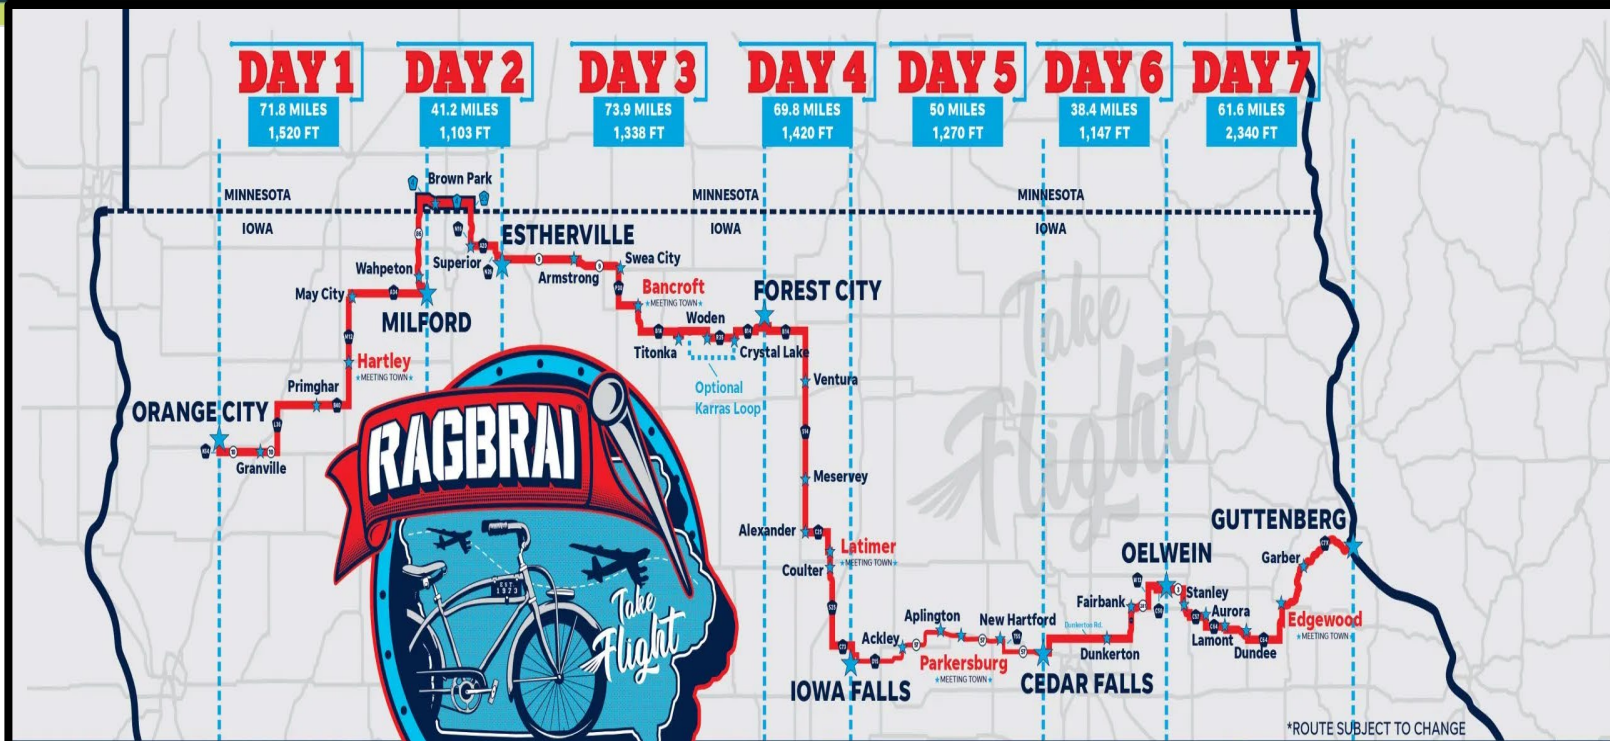 DAY 1
71.8 MILES
1,520 FT
DAY 2
41.2 MILES
1,103 FT
DAY 3
73.9 MILES
1,338 FT
DAY 4
69.8 MILES
1,420 FT
DAY 5
50 MILES
1,270 FT
DAY 6
38.4 MILES
1,147 FT
DAY 7
61.6 MILES
2,340 FT
Brown Park
MINNESOTA
MINNESOTA
MINNESOTA
IOWA
IOWA
IOWA
ESTHERVILLE
Superior
Wahpeton
May City
MILFORD
Armstrong
Swea City
Bancroft
MEETING TOWN
FOREST CITY
Woden
Titonka
Crystal Lake
Optional
Karras Loop
Hartley
MEETING TOWN
Primghar
ORANGE CITY
Granville
Ventura
Meservey
Alexander
Latimer
MEETING TOWN
Coulter
Take
Flight
RAGBRAI
EST.
1973
Take
Flight
IOWA FALLS
Ackley
Aplington
Parkersburg
MEETING TOWN
New Hartford
CEDAR FALLS
Dunkerton Rd.
Dunkerton
Fairbank
OELWEIN
Stanley
Aurora
Lamont
Dundee
Edgewood
MEETING TOWN
Garber
GUTTENBERG
*ROUTE SUBJECT TO CHANGE